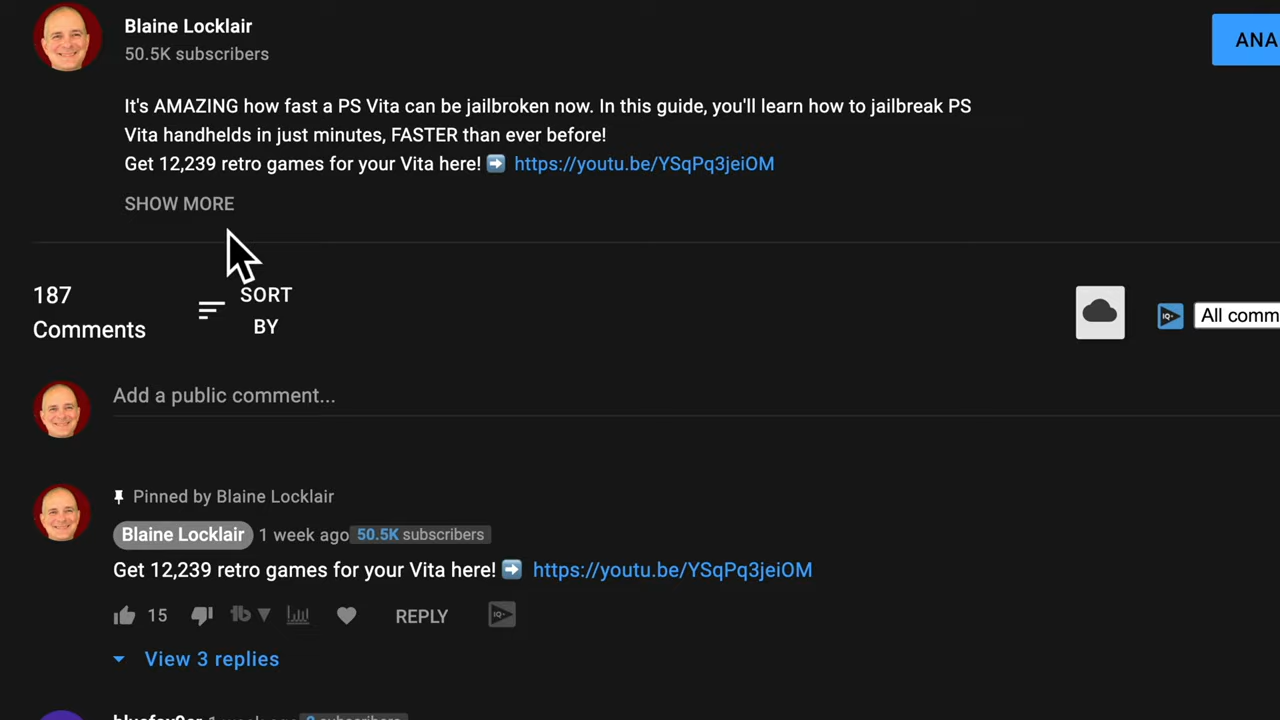 Blaine Locklair
50.5K subscribers
ANA
It's AMAZING how fast a PS Vita can be jailbroken now. In this guide, you'll learn how to jailbreak PS
Vita handhelds in just minutes, FASTER than ever before!
Get 12,239 retro games for your Vita here! ➡️ https://youtu.be/YSqPq3jeiOM
SHOW MORE
187
Comments
SORT
BY
IQ
All comm
Add a public comment...
Pinned by Blaine Locklair
Blaine Locklair 1 week ago 50.5K subscribers
Get 12,239 retro games for your Vita here! ➡️ https://youtu.be/YSqPq3jeiOM
15 REPLY IQ
View 3 replies